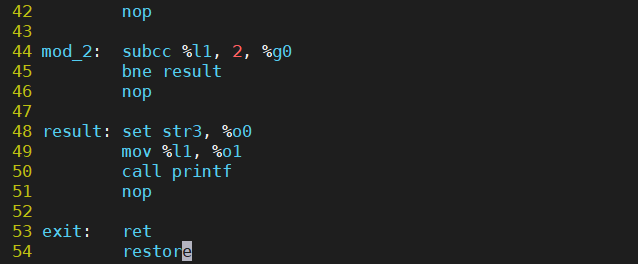 42         nop
43
44 mod_2:  subcc %l1, 2, %g0
45         bne result
46         nop
47
48 result: set str3, %o0
49         mov %l1, %o1
50         call printf
51         nop
52
53 exit:   ret
54         restore